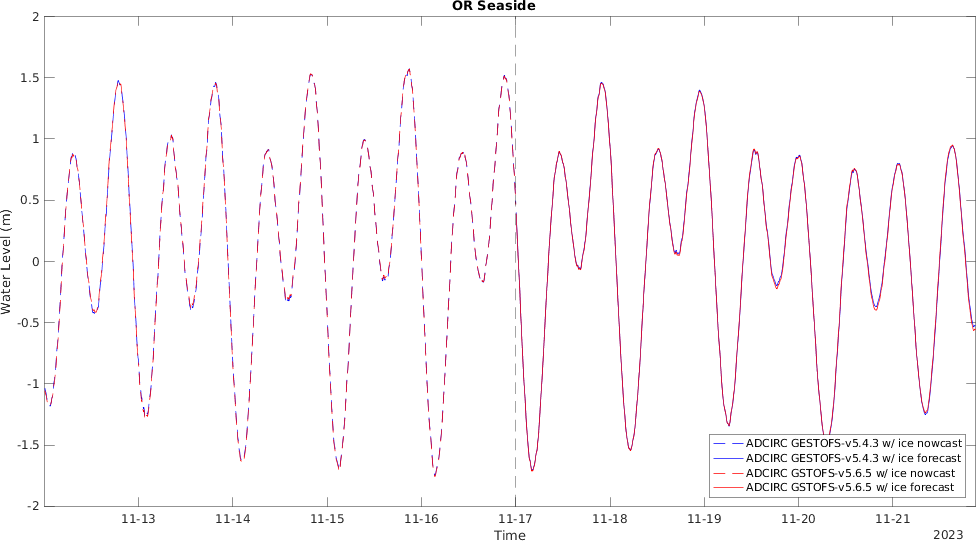 OR Seaside
2
1.5
1
0.5
0
-0.5
-1
-1.5
-2
Water Level (m)
11-13
11-14
11-15
11-16
11-17
11-18
11-19
11-20
11-21
Time
2023
ADCIRC GESTOFS-v5.4.3 w/ ice nowcast
ADCIRC GESTOFS-v5.4.3 w/ ice forecast
ADCIRC GSTOFS-v5.6.5 w/ ice nowcast
ADCIRC GSTOFS-v5.6.5 w/ ice forecast